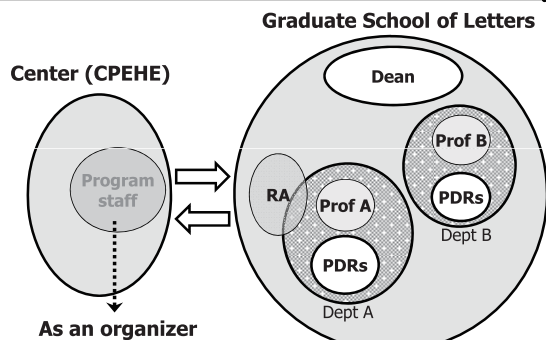 Graduate School of Letters
Center (CPEHE)
Dean
Prof B
Program
staff
RA
Prof A
PDRs
Dept B
PDRs
Dept A
As an organizer